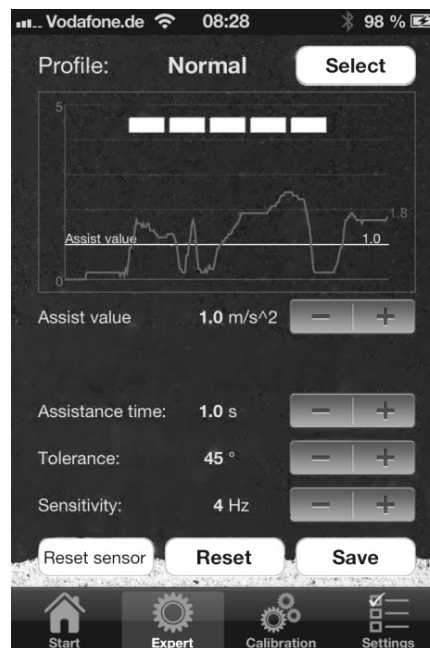 Vodafone.de 08:28 98 %
Profile: Normal Select
5
1.8
Assist value 1.0
0
Assist value 1.0 m/s^2 − +
Assistance time: 1.0 s − +
Tolerance: 45 ° − +
Sensitivity: 4 Hz − +
Reset sensor Reset Save
Start Expert Calibration Settings